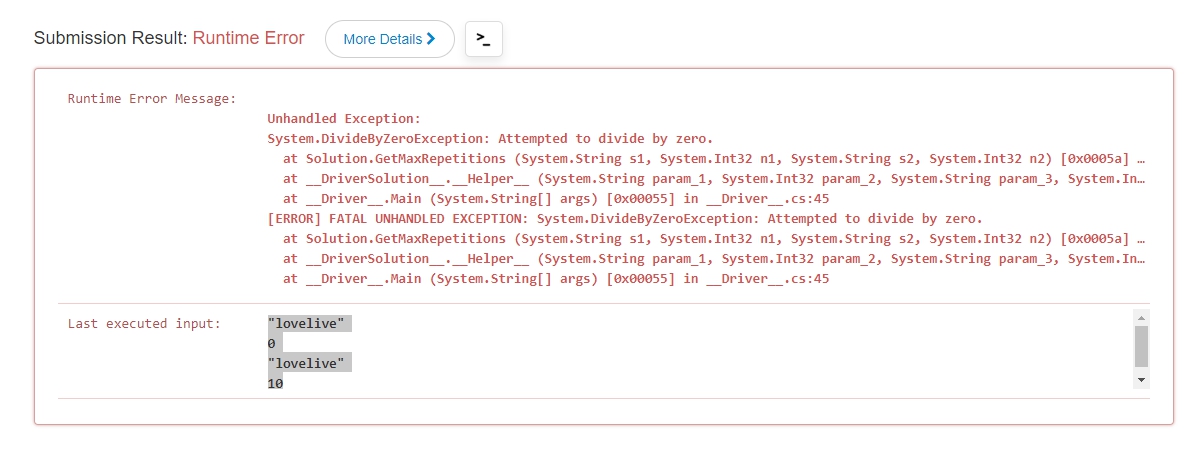 Submission Result: Runtime Error More Details >_
Runtime Error Message:
Unhandled Exception:
System.DivideByZeroException: Attempted to divide by zero.
at Solution.GetMaxRepetitions (System.String s1, System.Int32 n1, System.String s2, System.Int32 n2) [0x0005a] …
at __DriverSolution__.__Helper__ (System.String param_1, System.Int32 param_2, System.String param_3, System.In…
at __Driver__.Main (System.String[] args) [0x00055] in __Driver__.cs:45
[ERROR] FATAL UNHANDLED EXCEPTION: System.DivideByZeroException: Attempted to divide by zero.
at Solution.GetMaxRepetitions (System.String s1, System.Int32 n1, System.String s2, System.Int32 n2) [0x0005a] …
at __DriverSolution__.__Helper__ (System.String param_1, System.Int32 param_2, System.String param_3, System.In…
at __Driver__.Main (System.String[] args) [0x00055] in __Driver__.cs:45
Last executed input: "lovelive"
0
"lovelive"
10